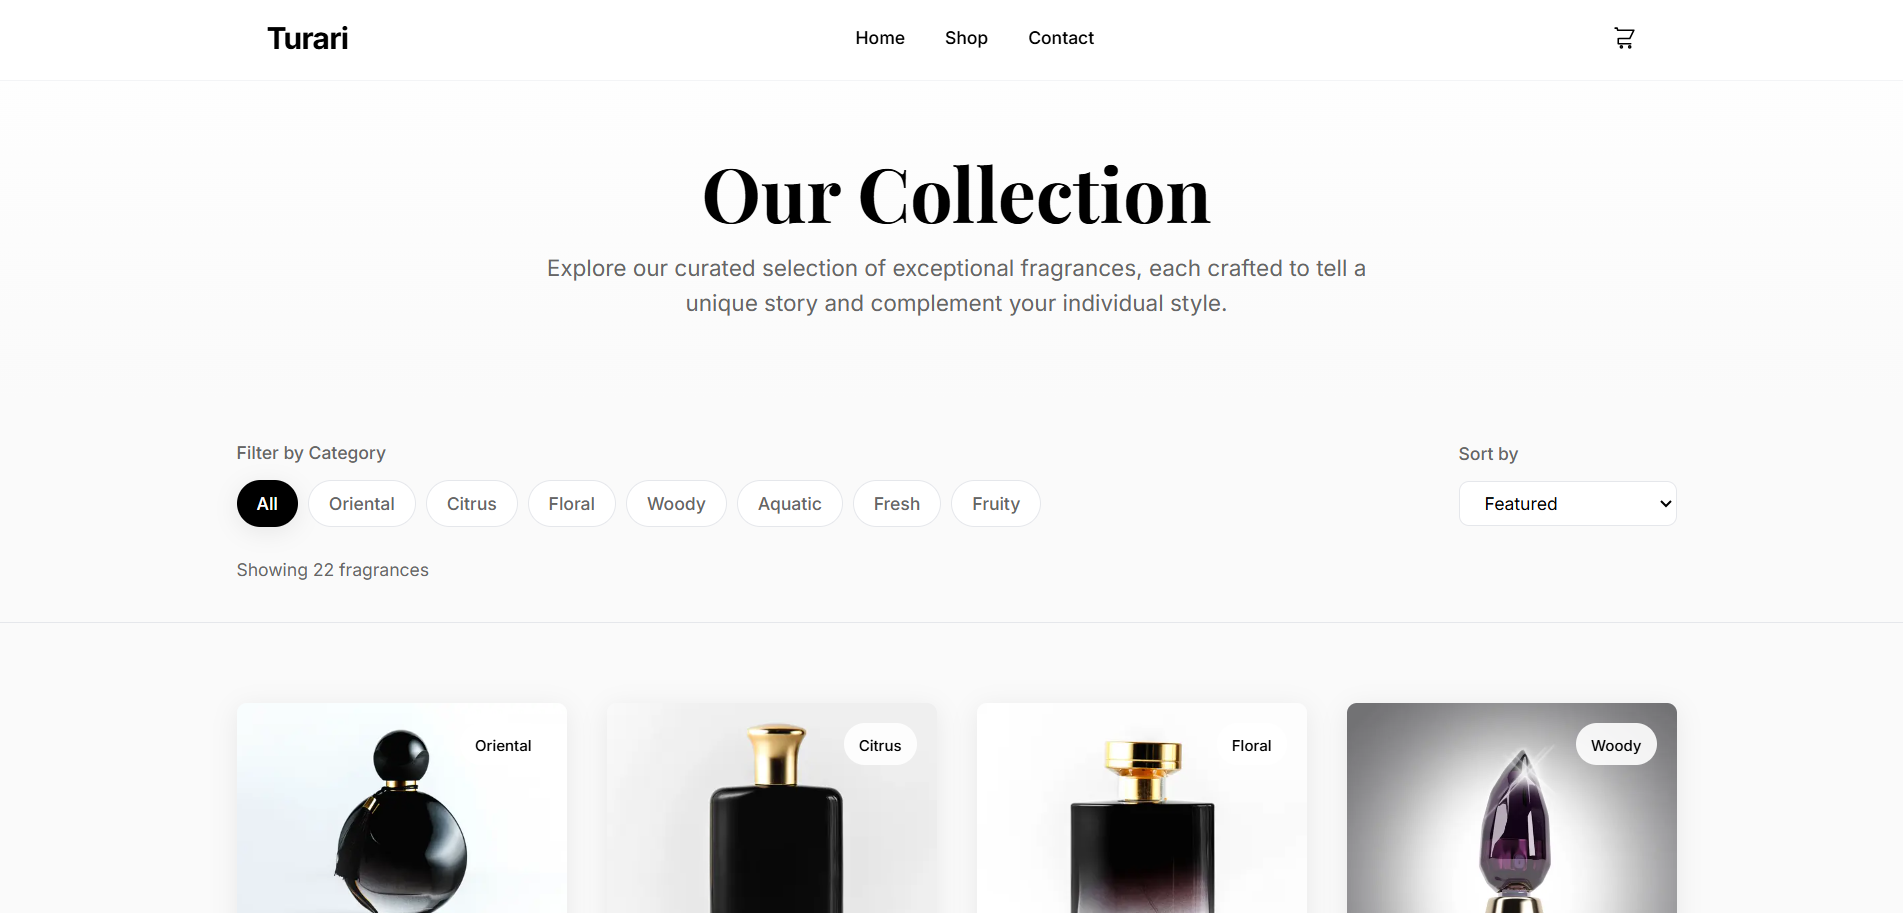 Turari
Home
Shop
Contact
Our Collection
Explore our curated selection of exceptional fragrances, each crafted to tell a
unique story and complement your individual style.
Filter by Category
Sort by
All
Oriental
Citrus
Floral
Woody
Aquatic
Fresh
Fruity
Featured
Showing 22 fragrances
Oriental
Citrus
Floral
Woody